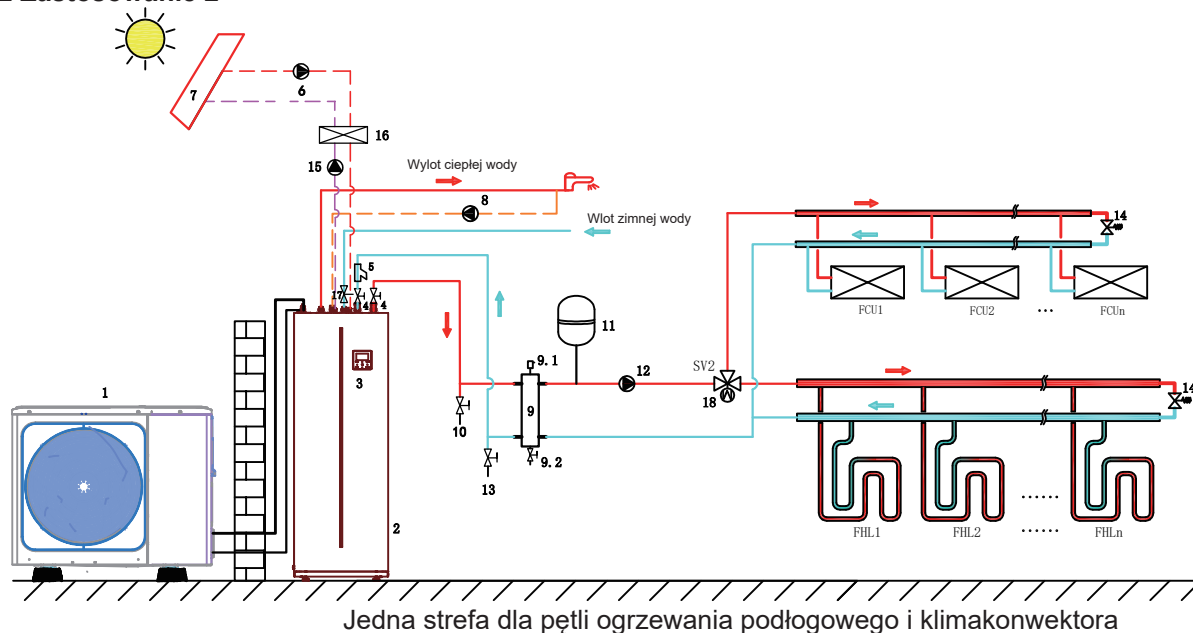 7
6
16
15
Wylot ciepłej wody
8
Wlot zimnej wody
14
5
17
4
4
FCU1
FCU2
...
FCUn
11
9.1
SV2
3
12
1
9
18
14
10
9.2
13
2
FHL1
FHL2
......
......
FHLn
Jedna strefa dla pętli ogrzewania podłogowego i klimakonwektora